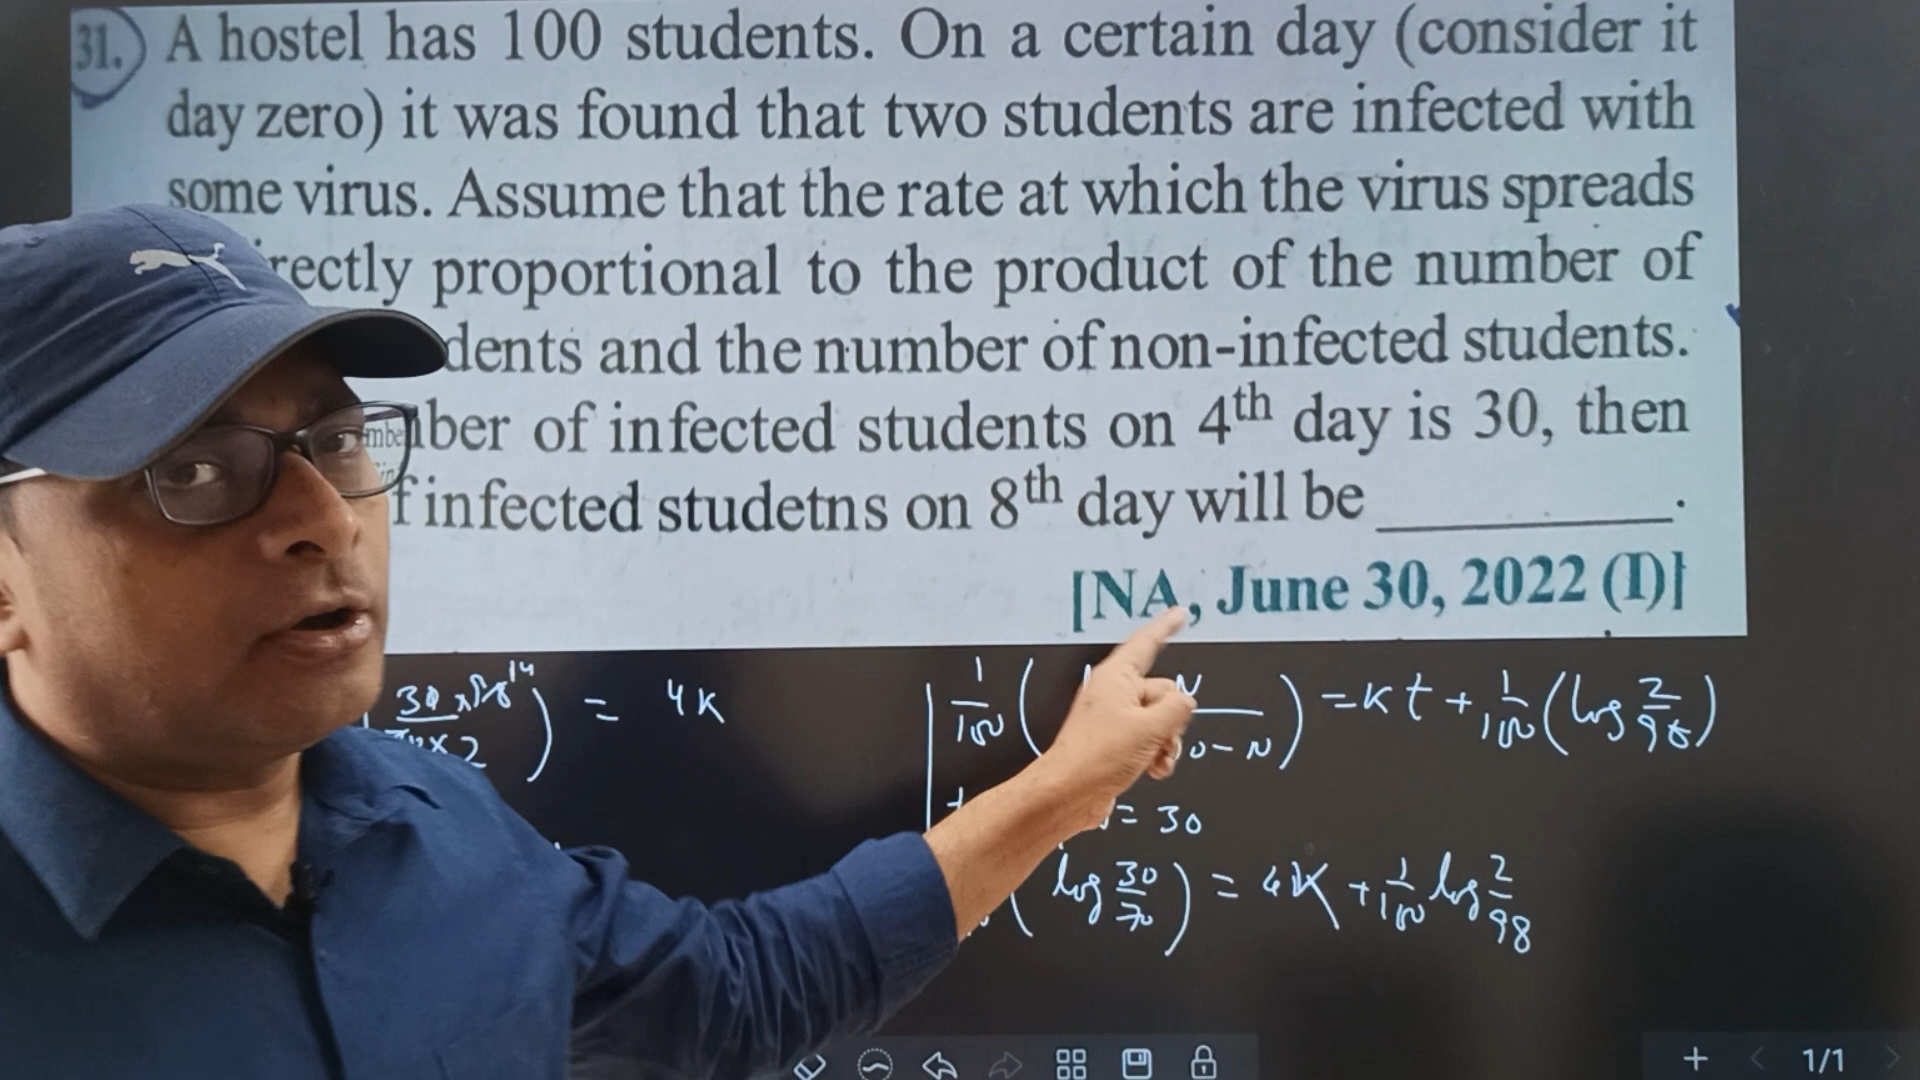 31. A hostel has 100 students. On a certain day (consider it
day zero) it was found that two students are infected with
some virus. Assume that the rate at which the virus spreads
rectly proportional to the product of the number of
dents and the number of non-infected students.
ber of infected students on 4th day is 30, then
f infected studetns on 8th day will be ________.
[NA, June 30, 2022 (I)]
= 4K
= Kt + 1/100 (log 2/98)
= 30
log 30/70) = 4K + 1/100 log 2/98
1/1